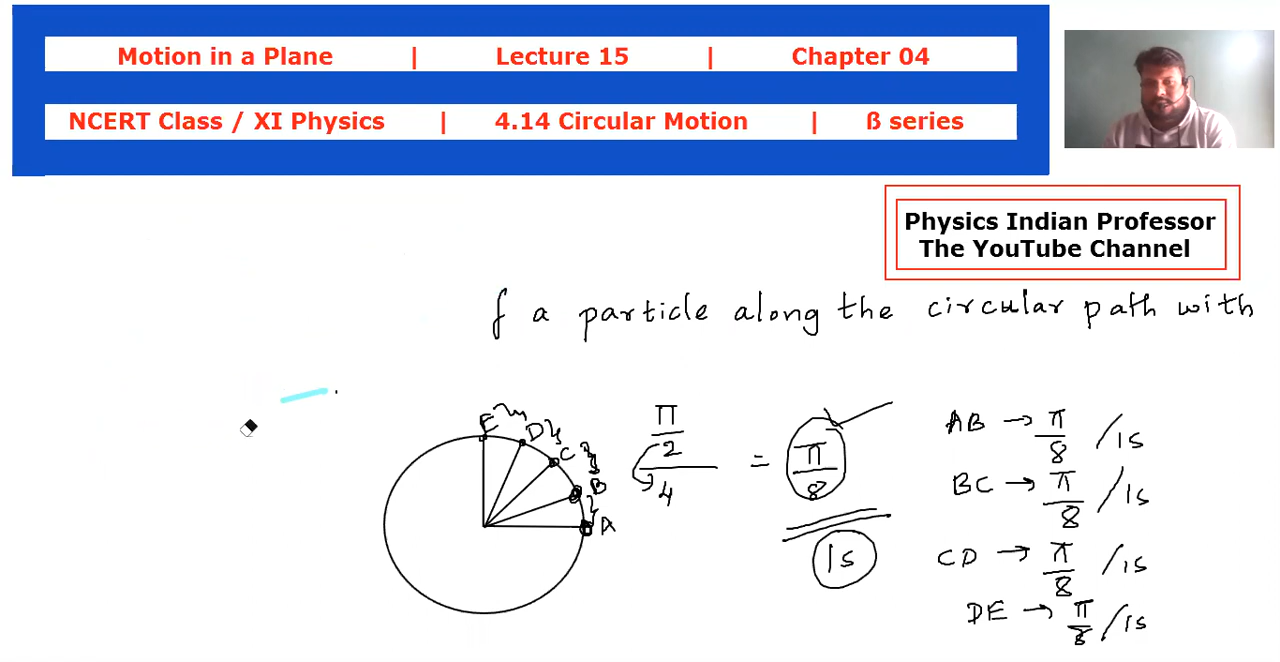 Motion in a Plane | Lecture 15 | Chapter 04
NCERT Class / XI Physics | 4.14 Circular Motion | ß series
Physics Indian Professor
The YouTube Channel
f a particle along the circular path with
E
D
C
B
A
π/2 / 4 = π/8
1s
AB → π/8 /1s
BC → π/8 /1s
CD → π/8 /1s
DE → π/8 /1s